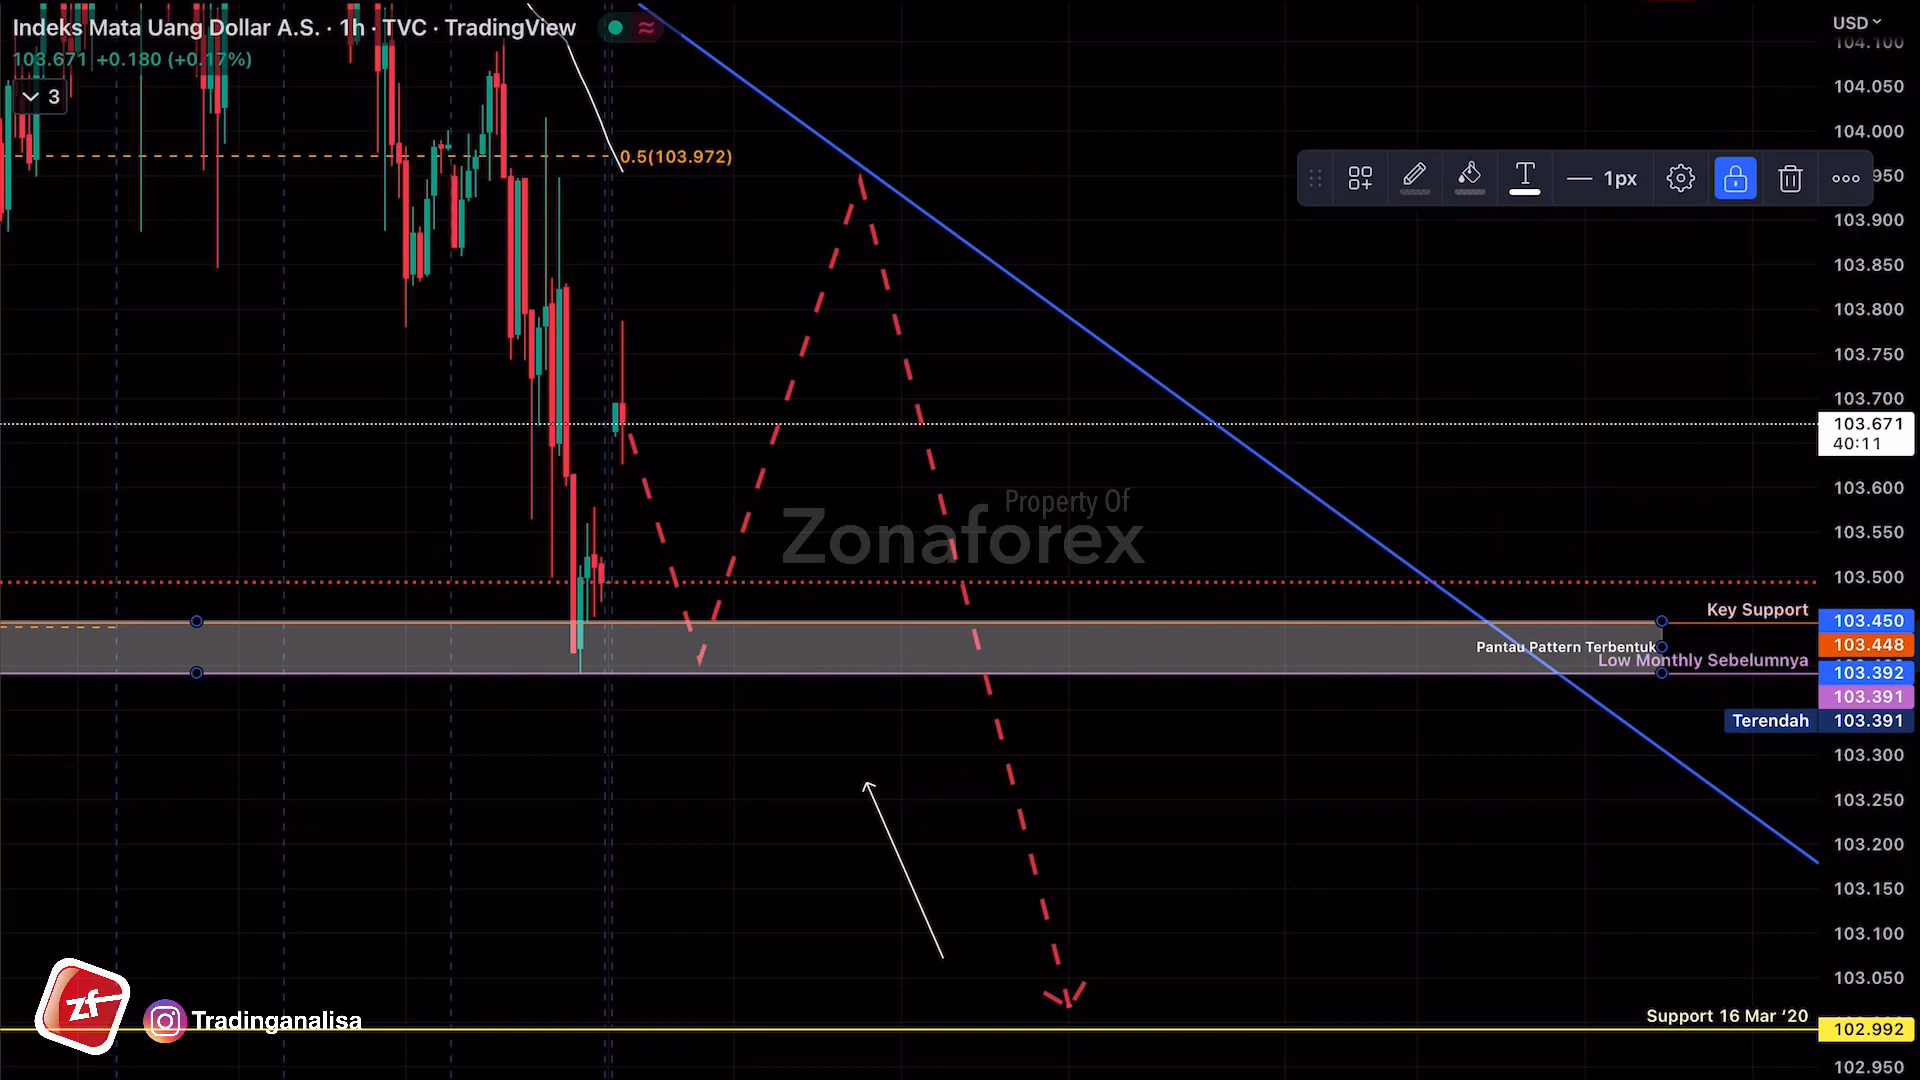 Indeks Mata Uang Dollar A.S. · 1h · TVC · TradingView
103.671 +0.180 (+0.17%)
3
0.5(103.972)
1px
USD
104.100
104.050
104.000
950
103.900
103.850
103.800
103.750
103.700
103.671
40:11
103.600
103.550
103.500
Property Of
Zonaforex
Key Support
103.450
Pantau Pattern Terbentuk
103.448
Low Monthly Sebelumnya
103.392
103.391
Terendah 103.391
103.300
103.250
103.200
103.150
103.100
103.050
Support 16 Mar ‘20
102.992
102.950
zf
Tradinganalisa